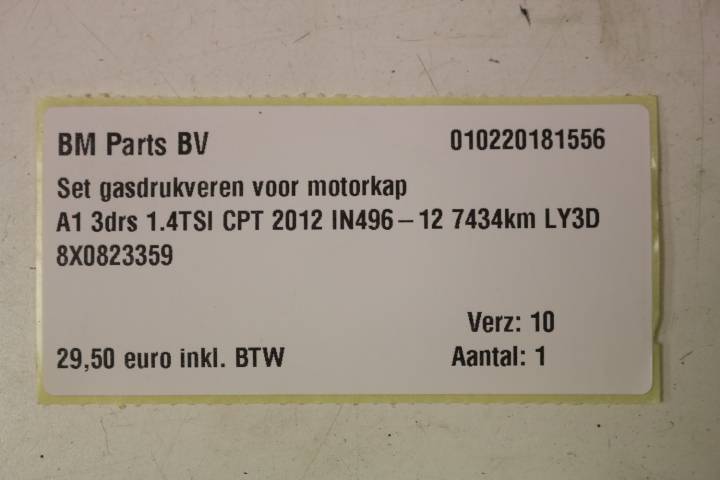 BM Parts BV 010220181556
Set gasdrukveren voor motorkap
A1 3drs 1.4TSI CPT 2012 IN496-12 7434km LY3D
8X0823359
Verz: 10
29,50 euro inkl. BTW Aantal: 1